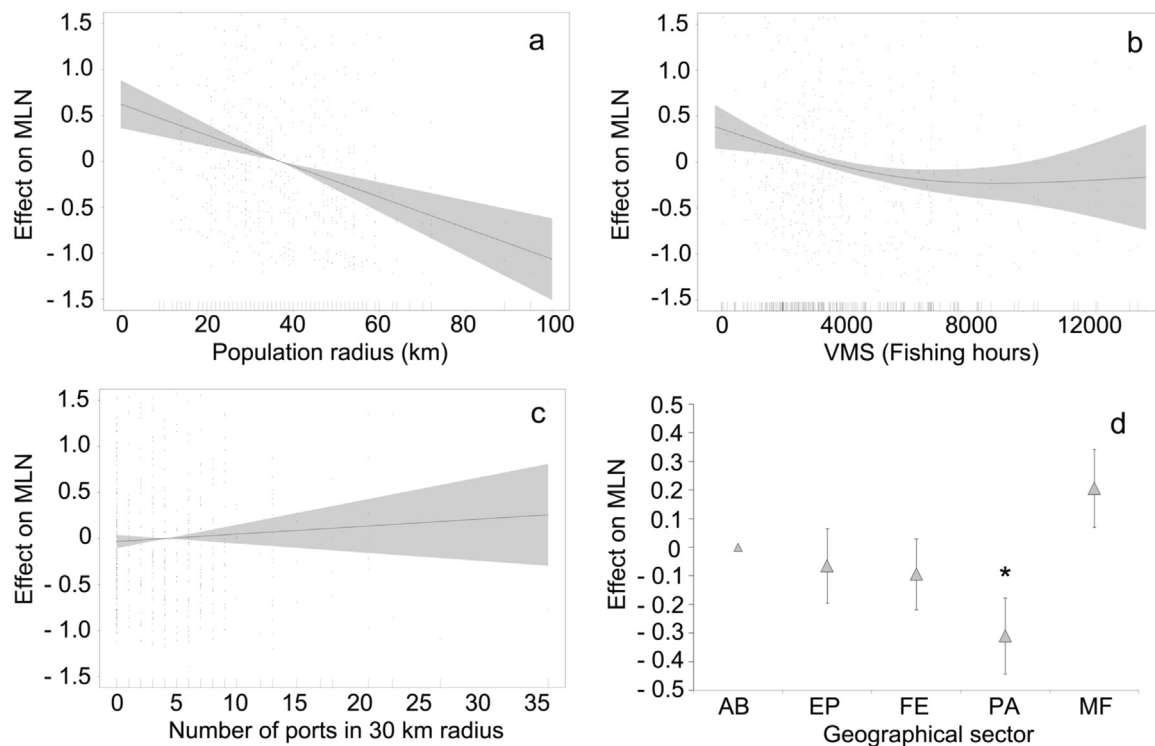 a
1.5
1.0
0.5
0
- 0.5
- 1.0
- 1.5
Effect on MLN
0 20 40 60 80 100
Population radius (km)
b
1.5
1.0
0.5
0
- 0.5
- 1.0
- 1.5
Effect on MLN
0 4000 8000 12000
VMS (Fishing hours)
c
1.5
1.0
0.5
0
- 0.5
- 1.0
- 1.5
Effect on MLN
0 5 10 15 20 25 30 35
Number of ports in 30 km radius
d
0.5
0.4
0.3
0.2
0.1
0
- 0.1
- 0.2
- 0.3
- 0.4
- 0.5
Effect on MLN
*
AB EP FE PA MF
Geographical sector